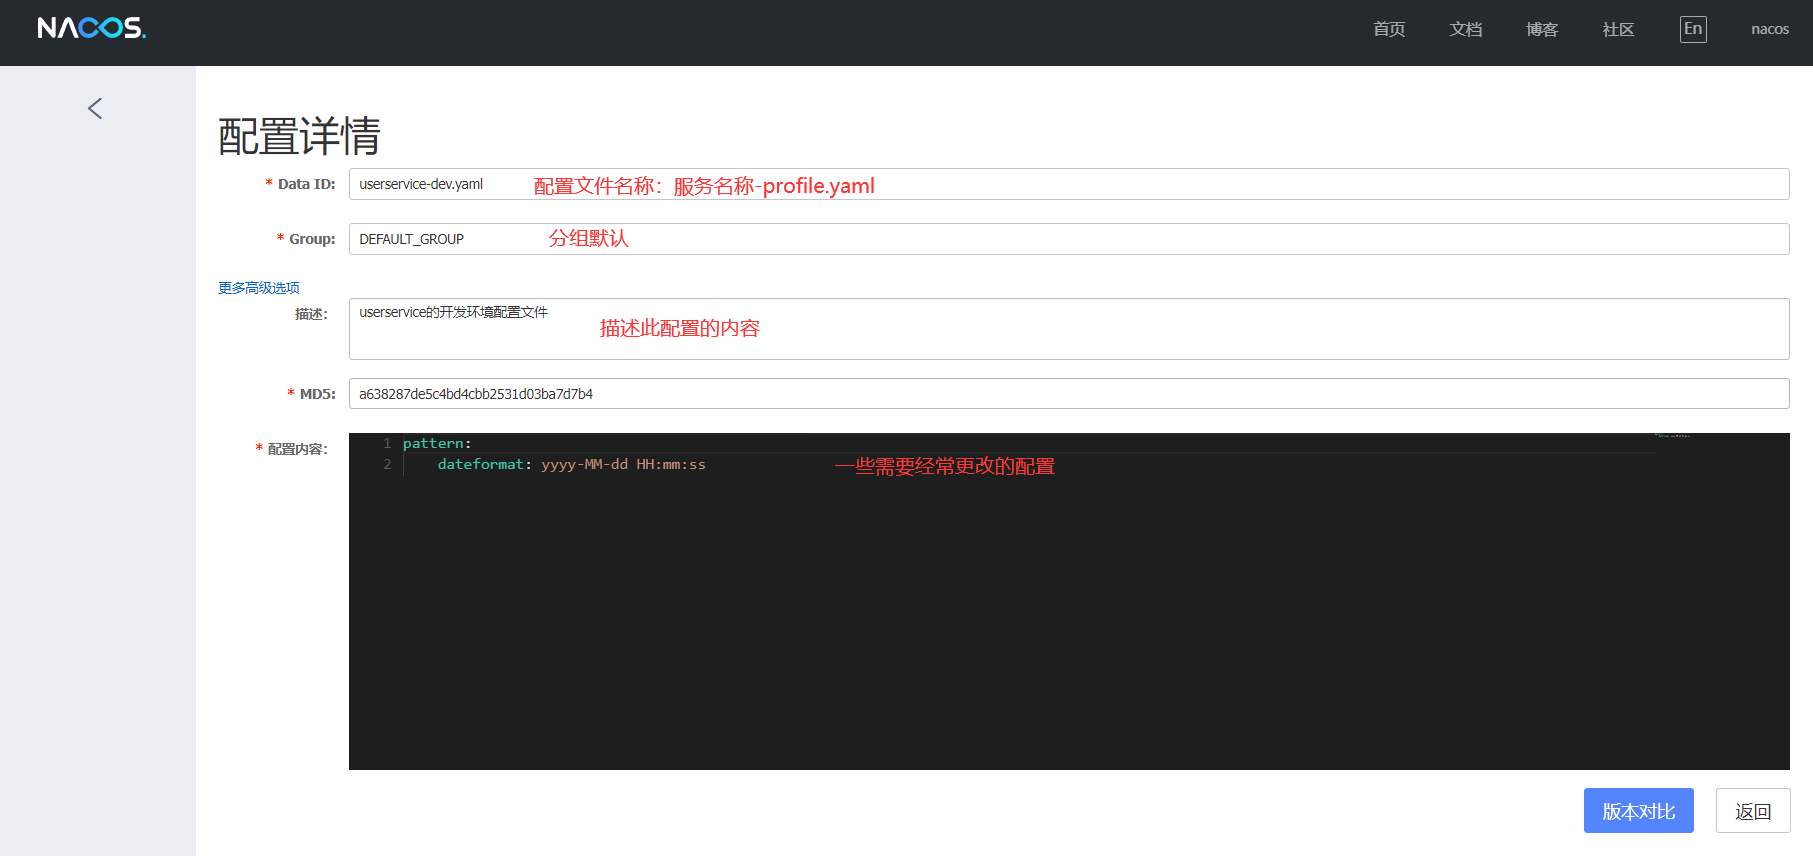 NACOS.
首页 文档 博客 社区 En nacos
配置详情
* Data ID: userservice-dev.yaml 配置文件名称：服务名称-profile.yaml
* Group: DEFAULT_GROUP 分组默认
更多高级选项
描述: userservice的开发环境配置文件
描述此配置的内容
* MD5: a638287de5c4bd4cbb2531d03ba7d7b4
* 配置内容: 1 pattern:
2 dateformat: yyyy-MM-dd HH:mm:ss 一些需要经常更改的配置
版本对比 返回